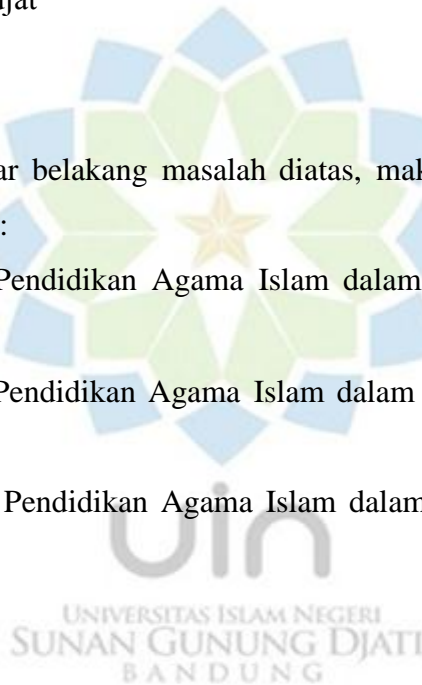 ar belakang masalah diatas, mak
:
Pendidikan Agama Islam dalam
Pendidikan Agama Islam dalam
Pendidikan Agama Islam dalam
uin
UNIVERSITAS ISLAM NEGERI
SUNAN GUNUNG DJATI
BANDUNG